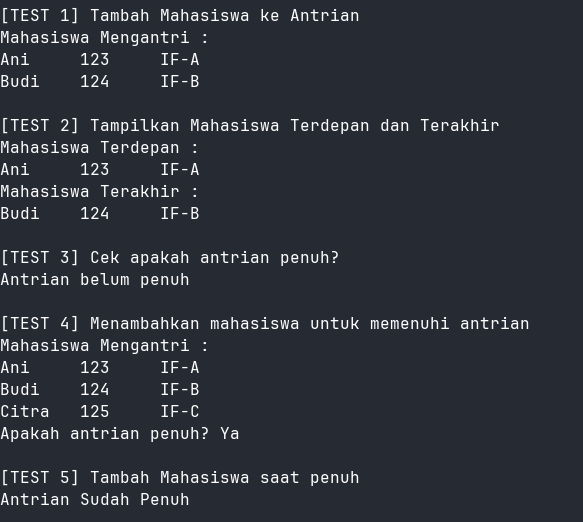 [TEST 1] Tambah Mahasiswa ke Antrian
Mahasiswa Mengantri :
Ani     123     IF-A
Budi    124     IF-B

[TEST 2] Tampilkan Mahasiswa Terdepan dan Terakhir
Mahasiswa Terdepan :
Ani     123     IF-A
Mahasiswa Terakhir :
Budi    124     IF-B

[TEST 3] Cek apakah antrian penuh?
Antrian belum penuh

[TEST 4] Menambahkan mahasiswa untuk memenuhi antrian
Mahasiswa Mengantri :
Ani     123     IF-A
Budi    124     IF-B
Citra   125     IF-C
Apakah antrian penuh? Ya

[TEST 5] Tambah Mahasiswa saat penuh
Antrian Sudah Penuh